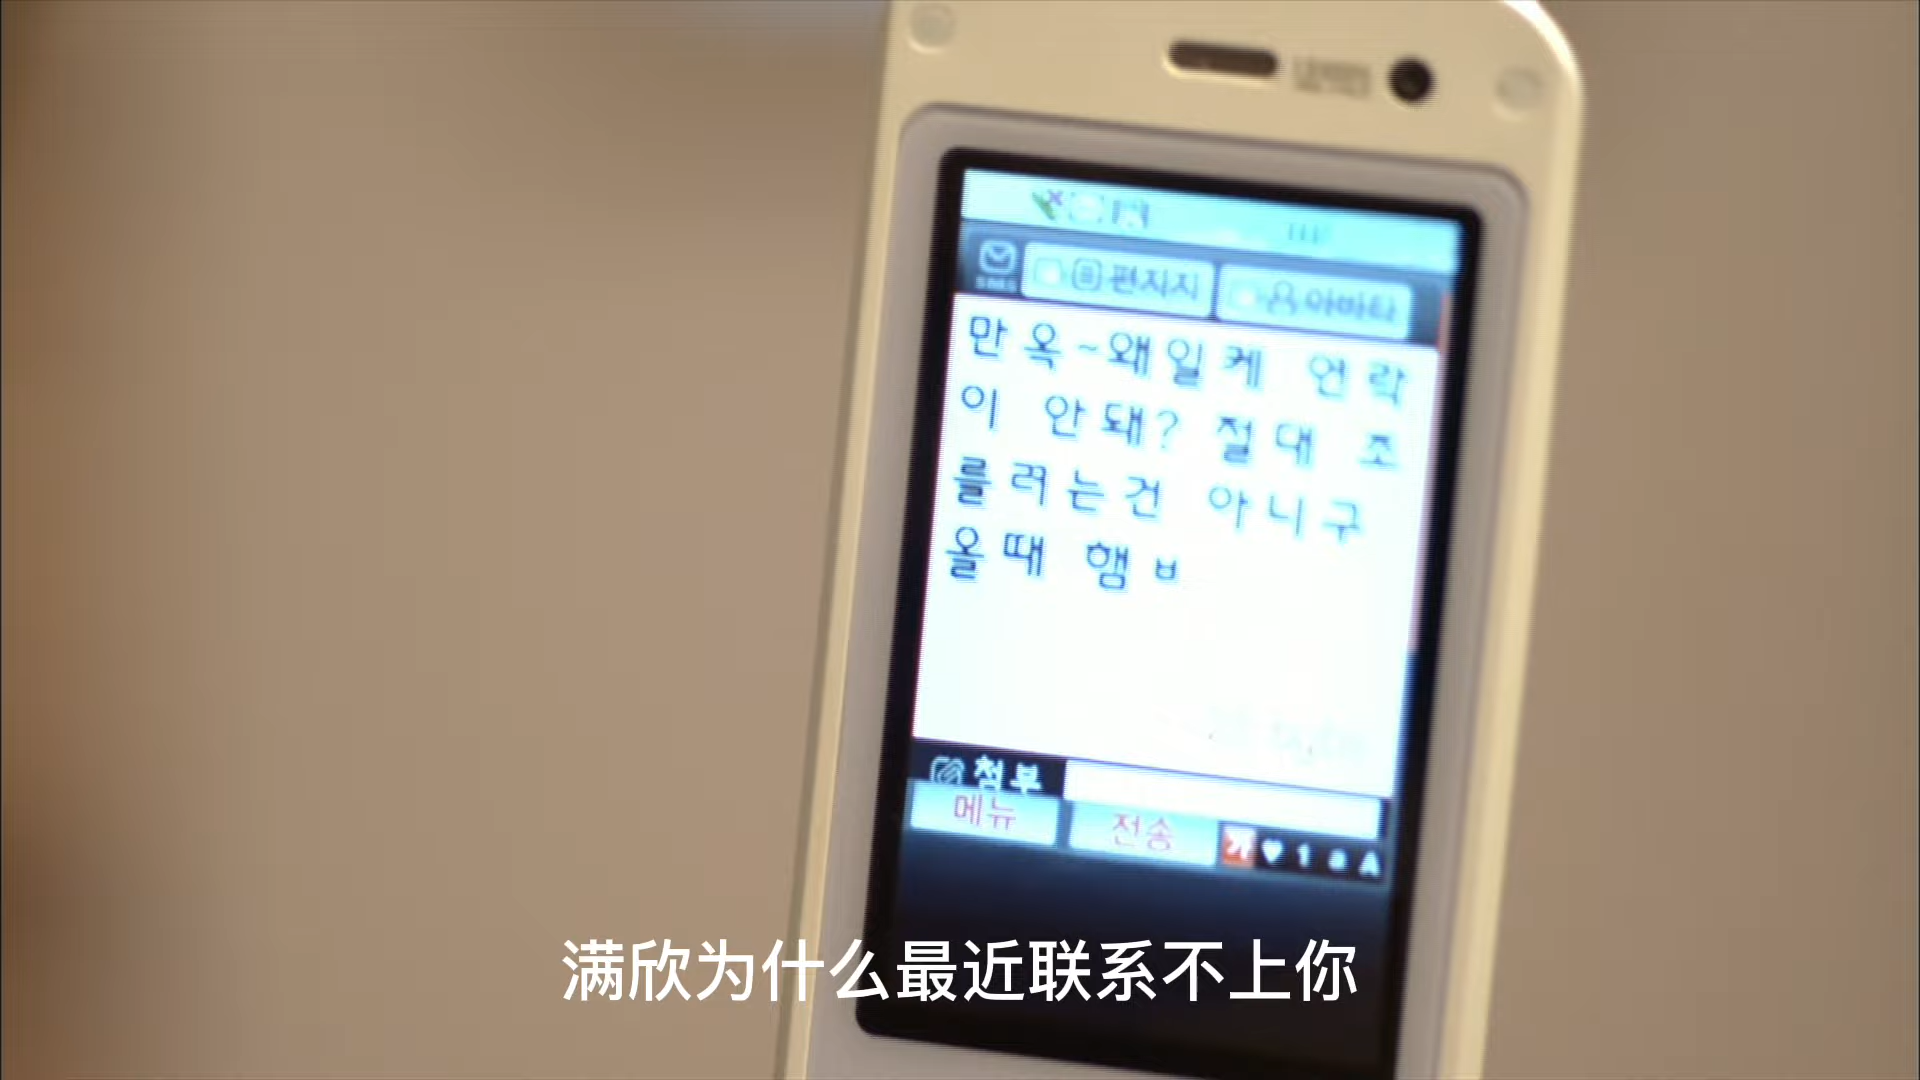 편지지
아바타
만옥~왜일케 연락
이 안돼? 절대 조
를려는건 아니구
올때 햄ㅂ
첨부
메뉴
전송
가♥1aA
满欣为什么最近联系不上你